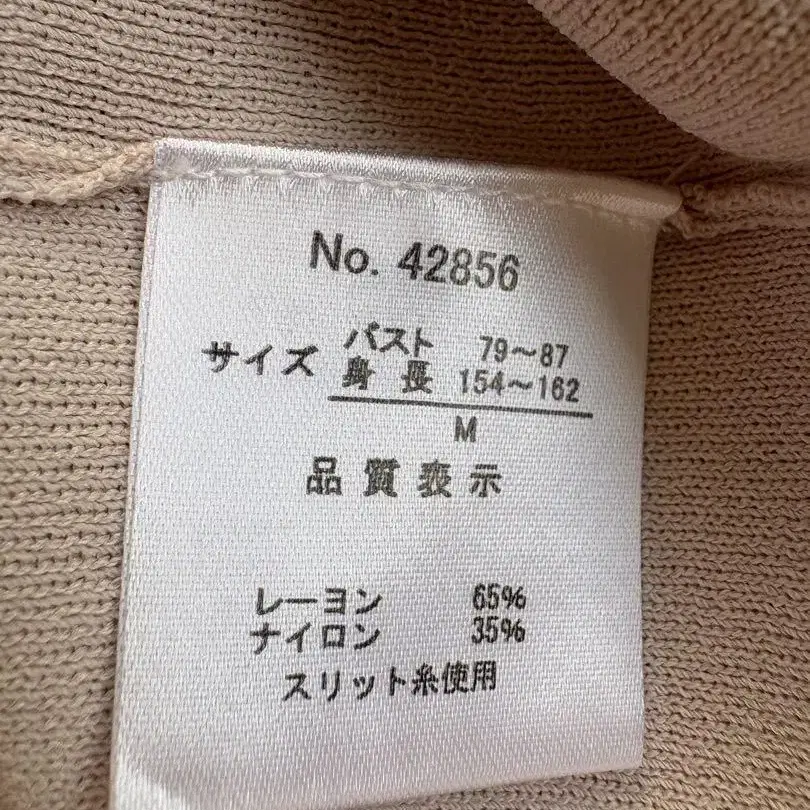 No. 42856
サイズ バスト 79～87
身長 154～162
M
品質表示
レーヨン 65%
ナイロン 35%
スリット糸使用